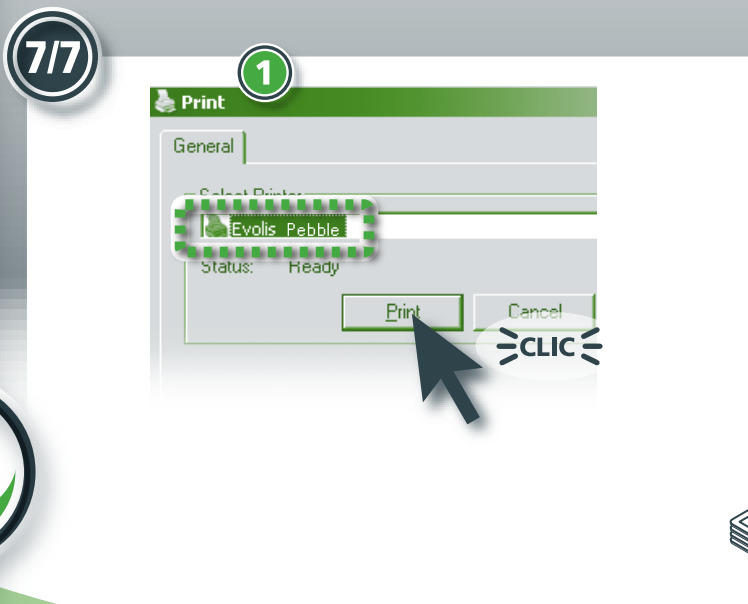 7/7
1
Print
General
Select Printer
Evolis Pebble
Status: Ready
Print Cancel
CLIC